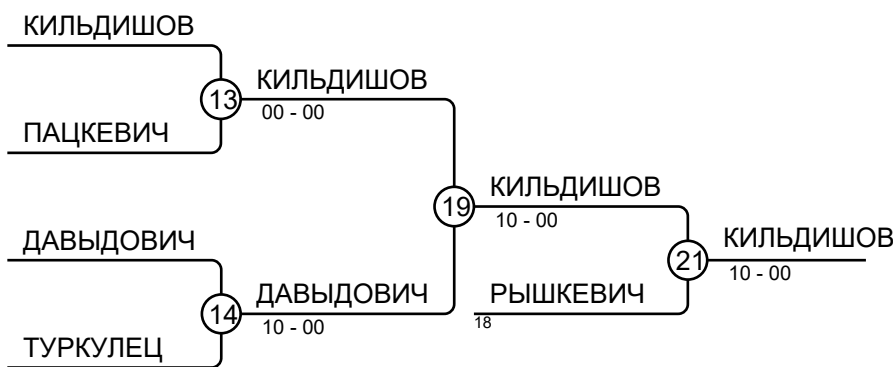 КИЛЬДИШОВ
13
КИЛЬДИШОВ
00 - 00
ПАЦКЕВИЧ
19
КИЛЬДИШОВ
10 - 00
ДАВЫДОВИЧ
21
КИЛЬДИШОВ
10 - 00
14
ДАВЫДОВИЧ
10 - 00
РЫШКЕВИЧ
18
ТУРКУЛЕЦ